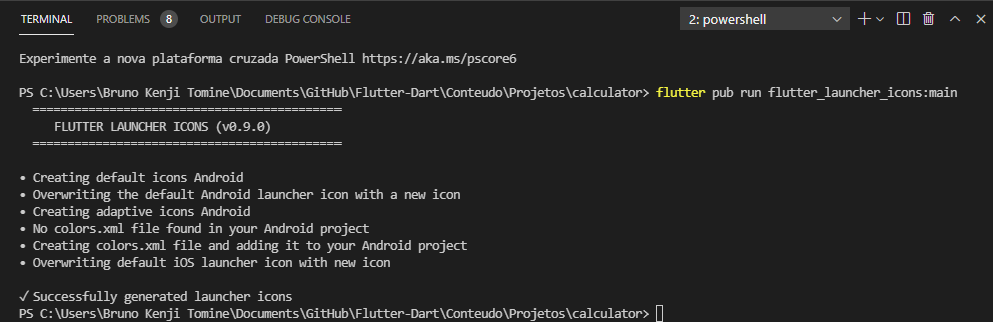 TERMINAL PROBLEMS 8 OUTPUT DEBUG CONSOLE 2: powershell
Experimente a nova plataforma cruzada PowerShell https://aka.ms/pscore6
PS C:\Users\Bruno Kenji Tomine\Documents\GitHub\Flutter-Dart\Conteudo\Projetos\calculator> flutter pub run flutter_launcher_icons:main
============================================
FLUTTER LAUNCHER ICONS (v0.9.0)
============================================
• Creating default icons Android
• Overwriting the default Android launcher icon with a new icon
• Creating adaptive icons Android
• No colors.xml file found in your Android project
• Creating colors.xml file and adding it to your Android project
• Overwriting default iOS launcher icon with new icon
✓ Successfully generated launcher icons
PS C:\Users\Bruno Kenji Tomine\Documents\GitHub\Flutter-Dart\Conteudo\Projetos\calculator>